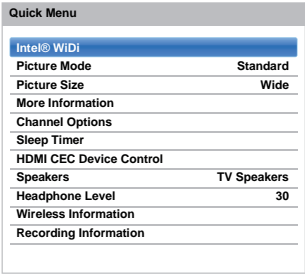 Quick Menu
Intel® WiDi
Picture Mode Standard
Picture Size Wide
More Information
Channel Options
Sleep Timer
HDMI CEC Device Control
Speakers TV Speakers
Headphone Level 30
Wireless Information
Recording Information